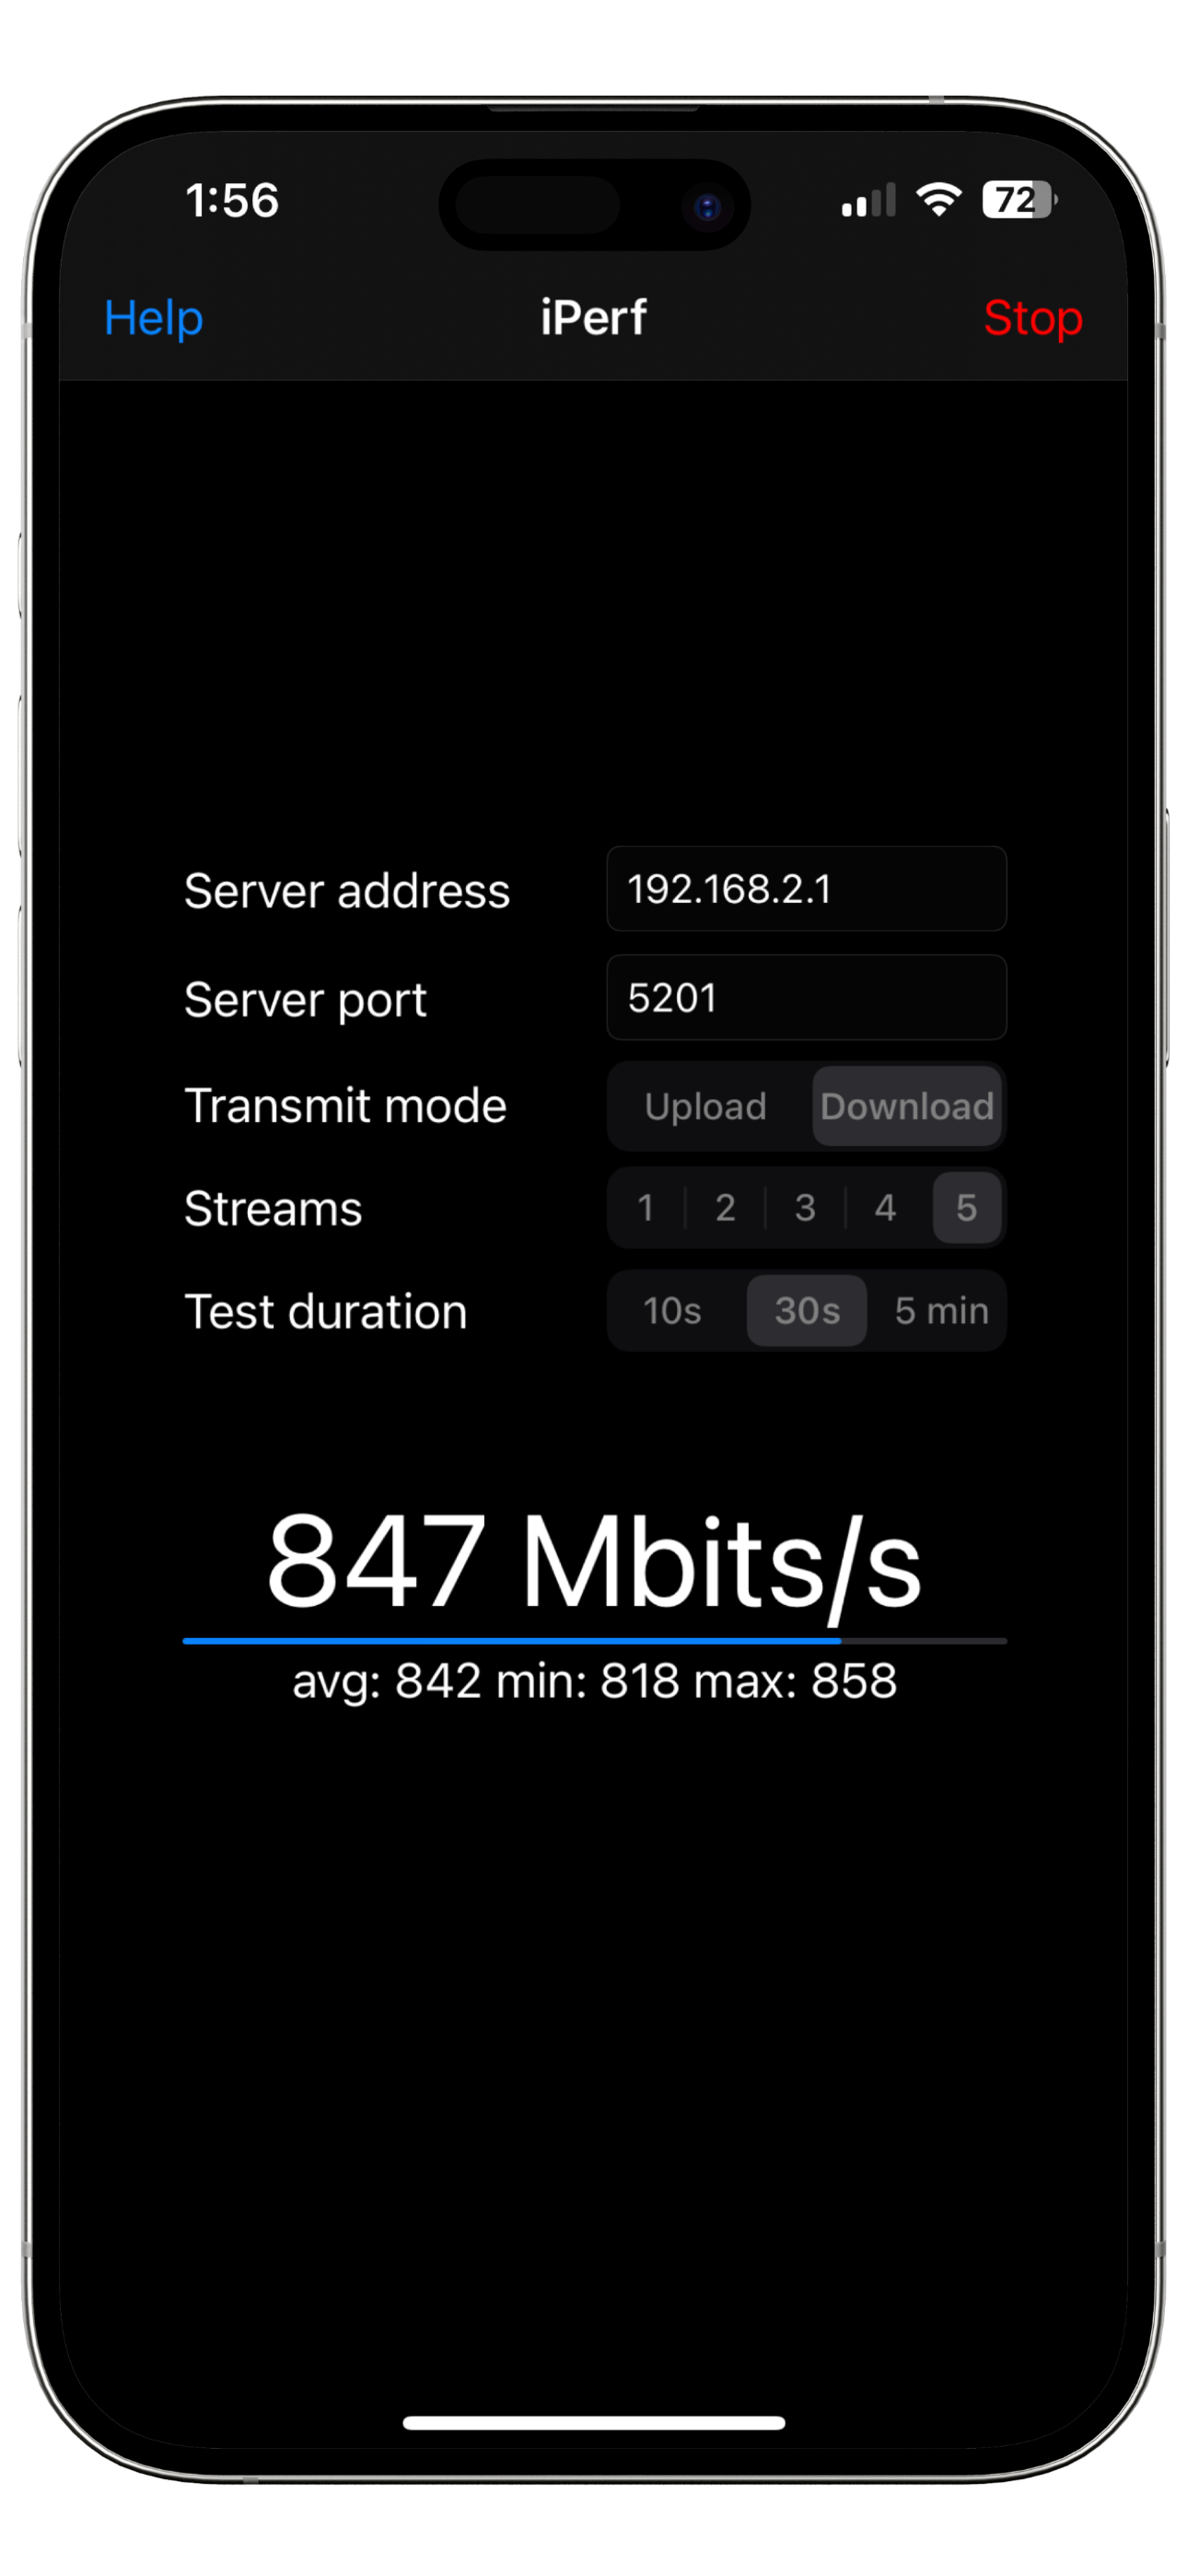 1:56 72
Help iPerf Stop
Server address 192.168.2.1
Server port 5201
Transmit mode Upload Download
Streams 1 2 3 4 5
Test duration 10s 30s 5 min
847 Mbits/s
avg: 842 min: 818 max: 858